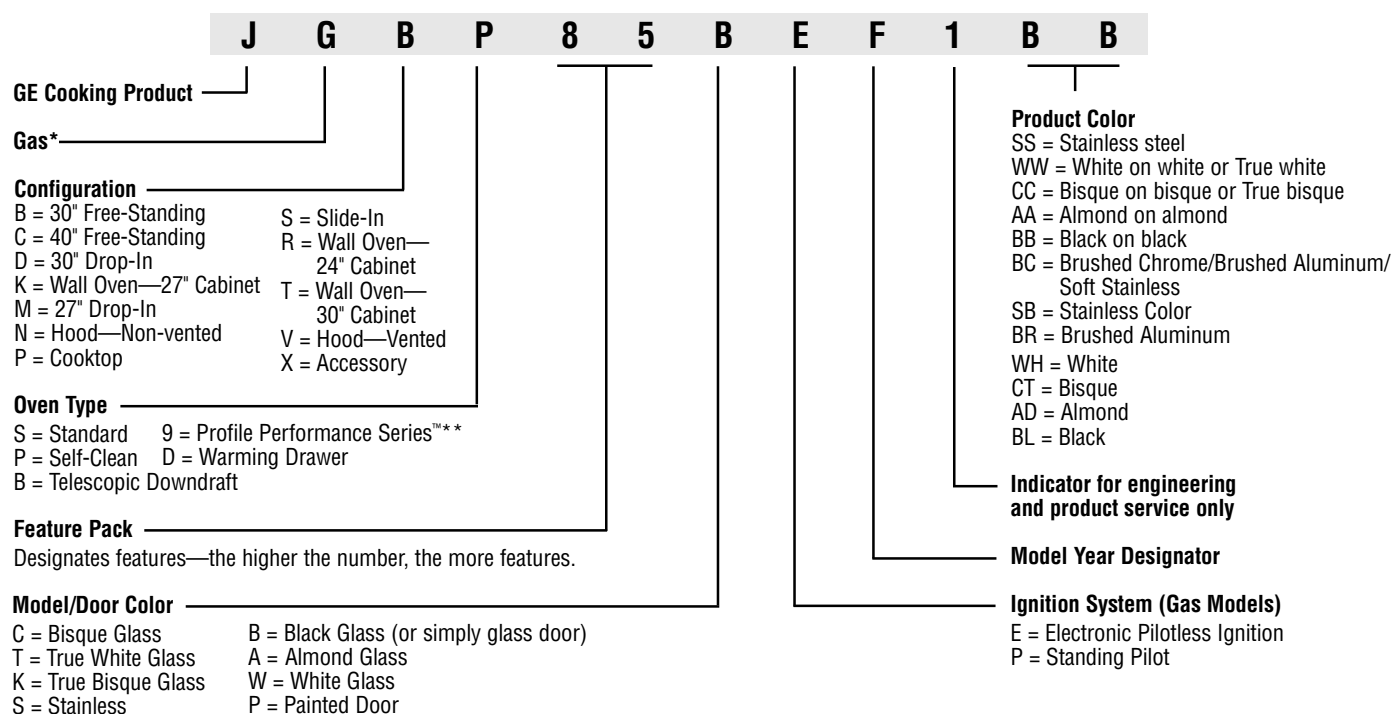 J G B P 8 5 B E F 1 B B
GE Cooking Product
Gas*
Configuration
B = 30" Free-Standing
C = 40" Free-Standing
D = 30" Drop-In
K = Wall Oven—27" Cabinet
M = 27" Drop-In
N = Hood—Non-vented
P = Cooktop
S = Slide-In
R = Wall Oven—
24" Cabinet
T = Wall Oven—
30" Cabinet
V = Hood—Vented
X = Accessory
Oven Type
S = Standard
P = Self-Clean
B = Telescopic Downdraft
9 = Profile Performance Series™**
D = Warming Drawer
Feature Pack
Designates features—the higher the number, the more features.
Model/Door Color
C = Bisque Glass
T = True White Glass
K = True Bisque Glass
S = Stainless
B = Black Glass (or simply glass door)
A = Almond Glass
W = White Glass
P = Painted Door
Product Color
SS = Stainless steel
WW = White on white or True white
CC = Bisque on bisque or True bisque
AA = Almond on almond
BB = Black on black
BC = Brushed Chrome/Brushed Aluminum/
Soft Stainless
SB = Stainless Color
BR = Brushed Aluminum
WH = White
CT = Bisque
AD = Almond
BL = Black
Indicator for engineering
and product service only
Model Year Designator
Ignition System (Gas Models)
E = Electronic Pilotless Ignition
P = Standing Pilot